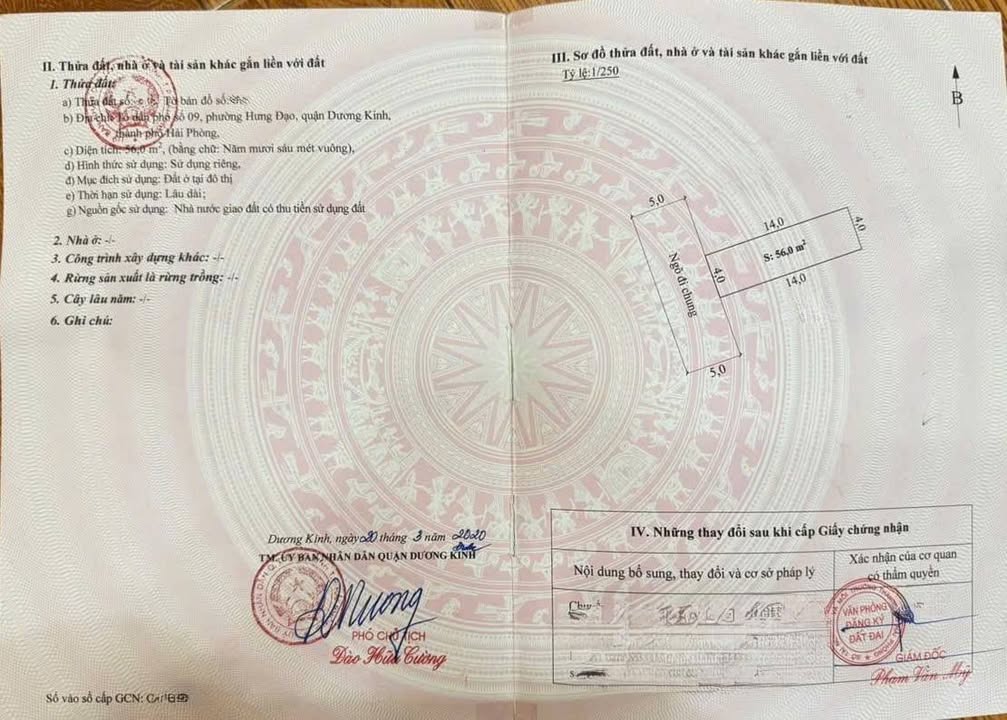 II. Thửa đất, nhà ở và tài sản khác gắn liền với đất
1. Thửa đất:
a) Thửa đất số: Tờ bản đồ số:
b) Địa chỉ: Tổ dân phố số 09, phường Hưng Đạo, quận Dương Kinh,
thành phố Hải Phòng,
c) Diện tích: 56,0 m², (bằng chữ: Năm mươi sáu mét vuông),
d) Hình thức sử dụng: Sử dụng riêng,
đ) Mục đích sử dụng: Đất ở tại đô thị
e) Thời hạn sử dụng: Lâu dài;
g) Nguồn gốc sử dụng: Nhà nước giao đất có thu tiền sử dụng đất
2. Nhà ở: -/-
3. Công trình xây dựng khác: -/-
4. Rừng sản xuất là rừng trồng: -/-
5. Cây lâu năm: -/-
6. Ghi chú:
Dương Kinh, ngày 20 tháng 3 năm 2020
TM. ỦY BAN NHÂN DÂN QUẬN DƯƠNG KINH
PHÓ CHỦ TỊCH
Đào Hữu Cường
Số vào sổ cấp GCN:
III. Sơ đồ thửa đất, nhà ở và tài sản khác gắn liền với đất
Tỷ lệ:1/250
B
5,0
14,0
4,0
S: 56,0 m²
Ngõ đi chung
4,0
14,0
5,0
IV. Những thay đổi sau khi cấp Giấy chứng nhận
Nội dung bổ sung, thay đổi và cơ sở pháp lý
Xác nhận của cơ quan
có thẩm quyền
VĂN PHÒNG
ĐĂNG KÝ
ĐẤT ĐAI
GIÁM ĐỐC
Phạm Văn Mỹ